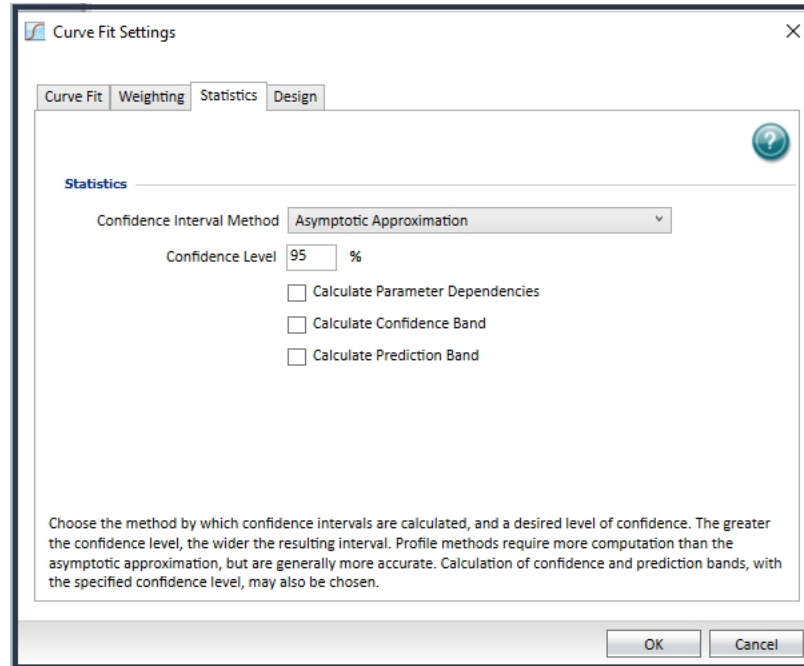 Curve Fit Settings
Curve Fit Weighting Statistics Design
?
Statistics
Confidence Interval Method Asymptotic Approximation
Confidence Level 95 %
Calculate Parameter Dependencies
Calculate Confidence Band
Calculate Prediction Band
Choose the method by which confidence intervals are calculated, and a desired level of confidence. The greater
the confidence level, the wider the resulting interval. Profile methods require more computation than the
asymptotic approximation, but are generally more accurate. Calculation of confidence and prediction bands, with
the specified confidence level, may also be chosen.
OK Cancel